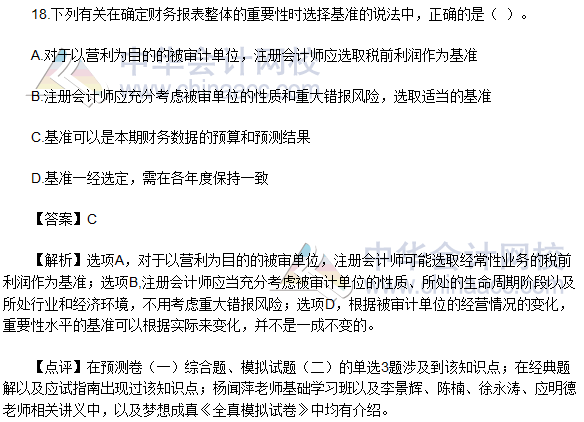 18.下列有关在确定财务报表整体的重要性时选择基准的说法中，正确的是（ ）。
A.对于以营利为目的的被审计单位，注册会计师应选取税前利润作为基准
B.注册会计师应充分考虑被审单位的性质和重大错报风险，选取适当的基准
C.基准可以是本期财务数据的预算和预测结果
D.基准一经选定，需在各年度保持一致
【答案】C
【解析】选项A，对于以营利为目的的被审单位，注册会计师可能选取经常性业务的税前
利润作为基准；选项B,注册会计师应当充分考虑被审计单位的性质、所处的生命周期阶段以及
所处行业和经济环境，不用考虑重大错报风险；选项D，根据被审计单位的经营情况的变化，
重要性水平的基准可以根据实际来变化，并不是一成不变的。
【点评】在预测卷（一）综合题、模拟试题（二）的单选3题涉及到该知识点；在经典题
解以及应试指南出现过该知识点；杨闻萍老师基础学习班以及李景辉、陈楠、徐永涛、应明德
老师相关讲义中，以及梦想成真《全真模拟试卷》中均有介绍。
中华会计网校
www.chinaacc.com
中华会计网校
www.chinaacc.com